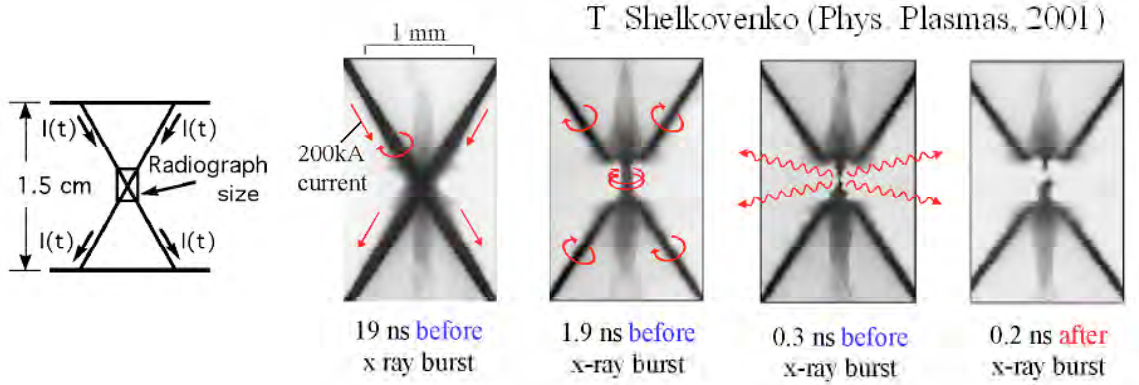 T. Shelkovenko (Phys. Plasmas, 2001)
1 mm
I(t)
I(t)
1.5 cm
Radiograph
size
I(t)
I(t)
200kA
current
19 ns before
x ray burst
1.9 ns before
x-ray burst
0.3 ns before
x-ray burst
0.2 ns after
x-ray burst